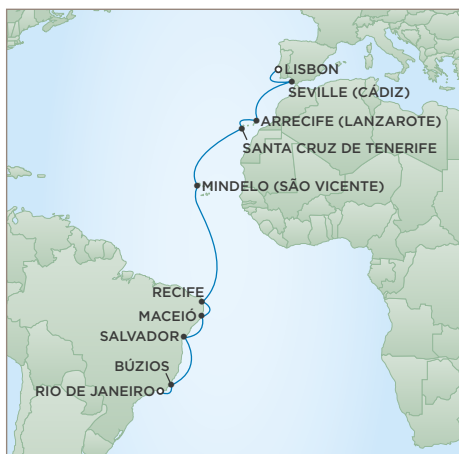 LISBON
SEVILLE (CÁDIZ)
ARRECIFE (LANZAROTE)
SANTA CRUZ DE TENERIFE
MINDELO (SÃO VICENTE)
RECIFE
MACEIÓ
SALVADOR
BÚZIOS
RIO DE JANEIRO